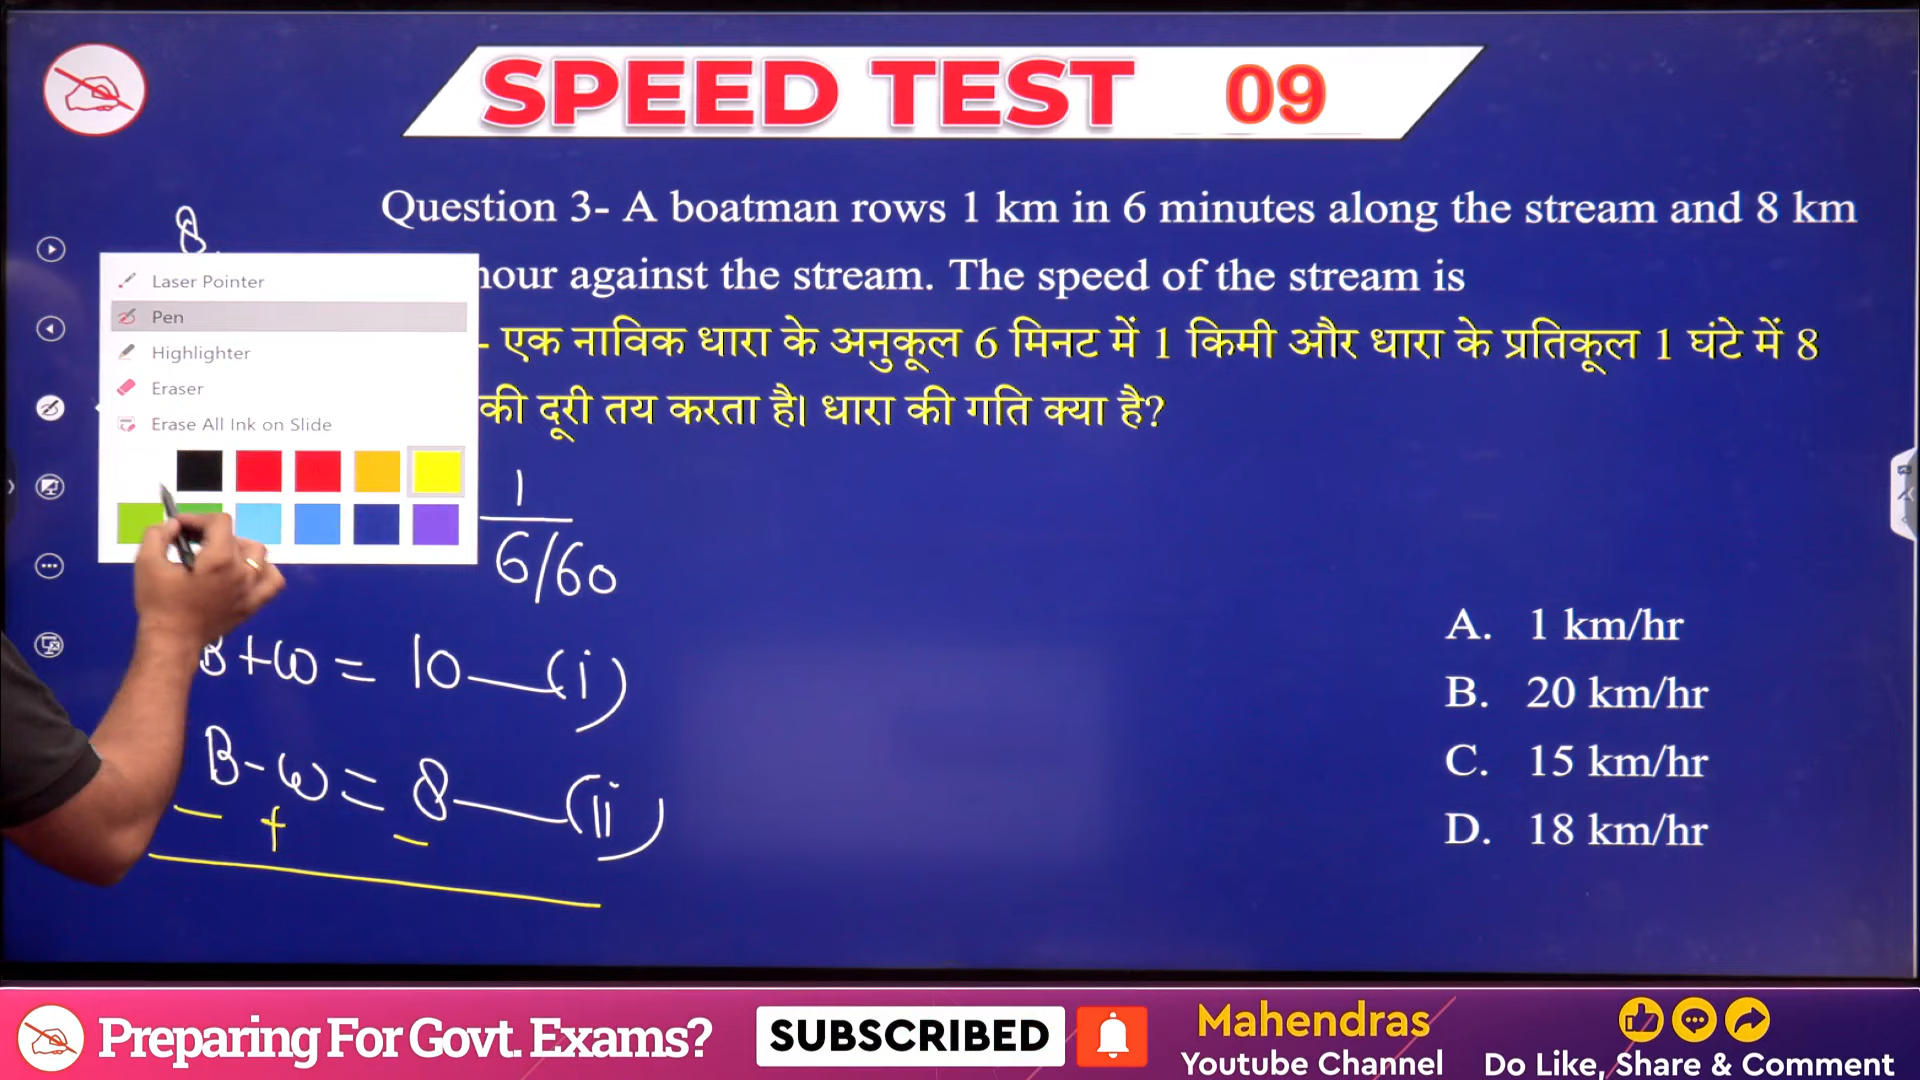 SPEED TEST 09
8
Question 3- A boatman rows 1 km in 6 minutes along the stream and 8 km
hour against the stream. The speed of the stream is
- एक नाविक धारा के अनुकूल 6 मिनट में 1 किमी और धारा के प्रतिकूल 1 घंटे में 8
की दूरी तय करता है। धारा की गति क्या है?
Laser Pointer
Pen
Highlighter
Eraser
Erase All Ink on Slide
1
6/60
B+W = 10 — (i)
B-W = 8 — (ii)
- + -
A. 1 km/hr
B. 20 km/hr
C. 15 km/hr
D. 18 km/hr
Preparing For Govt. Exams?
SUBSCRIBED
Mahendras
Youtube Channel
Do Like, Share & Comment